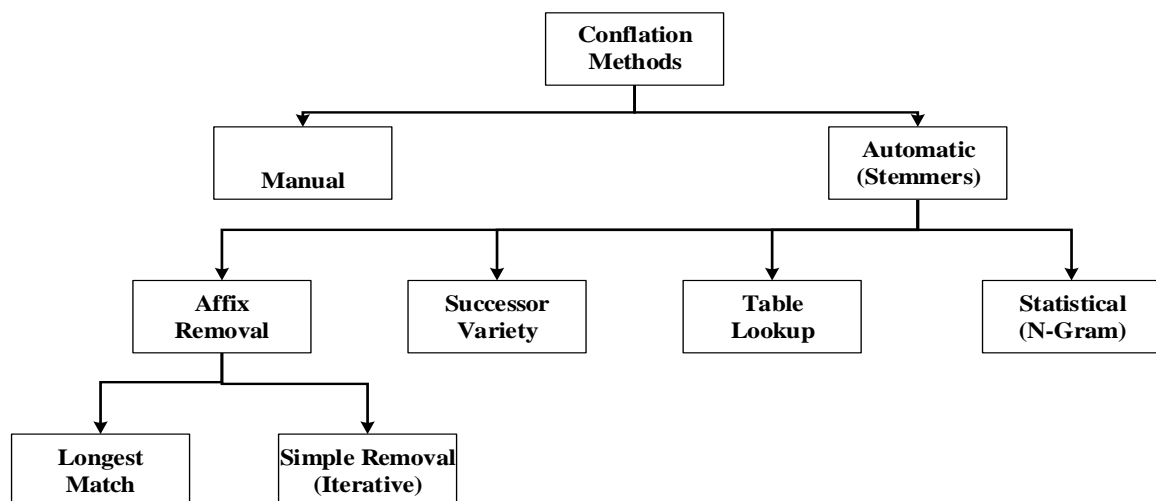 Conflation
Methods
Manual
Automatic
(Stemmers)
Affix
Removal
Successor
Variety
Table
Lookup
Statistical
(N-Gram)
Longest
Match
Simple Removal
(Iterative)